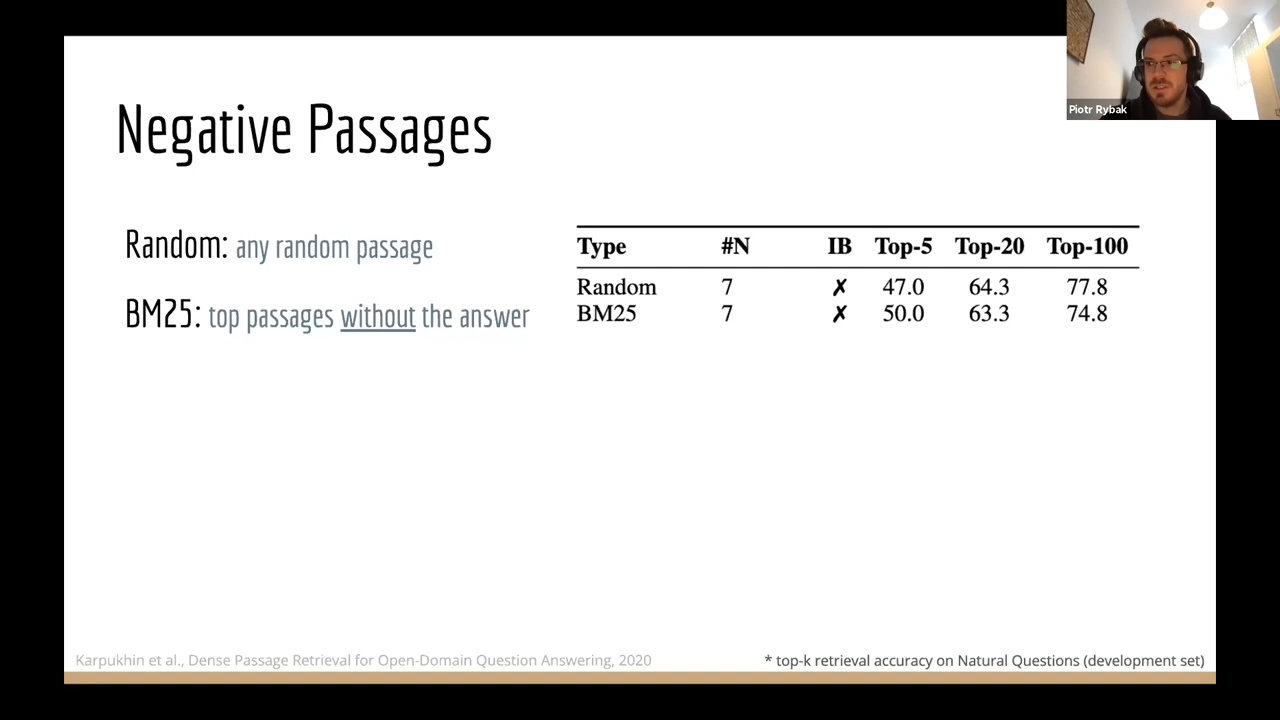 Piotr Rybak
Negative Passages
Random: any random passage
BM25: top passages without the answer
Type #N IB Top-5 Top-20 Top-100
Random 7 ✗ 47.0 64.3 77.8
BM25 7 ✗ 50.0 63.3 74.8
Karpukhin et al., Dense Passage Retrieval for Open-Domain Question Answering, 2020
* top-k retrieval accuracy on Natural Questions (development set)